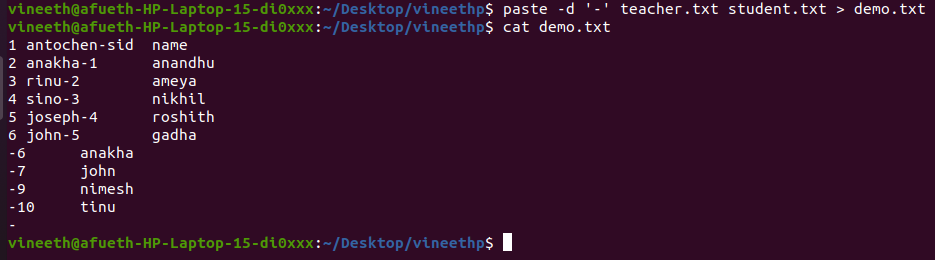 vineeth@afueth-HP-Laptop-15-di0xxx:~/Desktop/vineethp$ paste -d '-' teacher.txt student.txt > demo.txt
vineeth@afueth-HP-Laptop-15-di0xxx:~/Desktop/vineethp$ cat demo.txt
1 antochen-sid  name
2 anakha-1      anandhu
3 rinu-2        ameya
4 sino-3        nikhil
5 joseph-4      roshith
6 john-5        gadha
-6      anakha
-7      john
-9      nimesh
-10     tinu
-
vineeth@afueth-HP-Laptop-15-di0xxx:~/Desktop/vineethp$